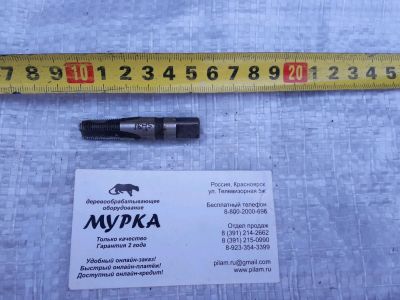 7 8 9 10 1 2 3 4 5 6 7 8 9 20 1 2 3 4
деревообрабатывающее
оборудование
МУРКА
Только качество
Гарантия 2 года
Удобный онлайн-заказ!
Быстрый онлайн-платёж!
Доступный онлайн-кредит!
Россия, Красноярск
ул. Телевизорная 5ж
Бесплатный телефон
8-800-2000-696
Отдел продаж
8 (391) 214-2662
8 (391) 215-0990
8-923-354-3399
pilam.ru@gmail.com
www.pilam.ru